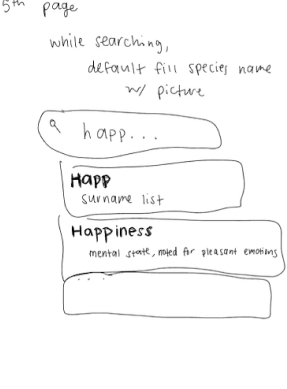 5th page
while searching,
default fill species name
w/ picture
happ...
Happ
surname list
Happiness
mental state, noted for pleasant emotions
...